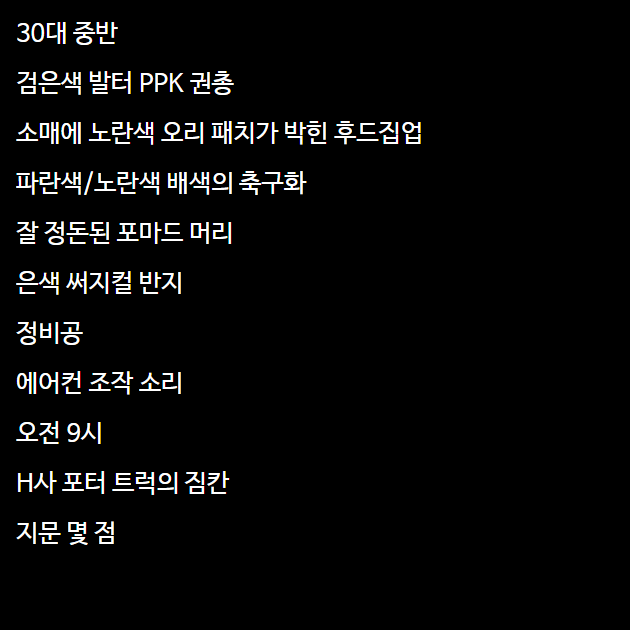 30대 중반
검은색 발터 PPK 권총
소매에 노란색 오리 패치가 박힌 후드집업
파란색/노란색 배색의 축구화
잘 정돈된 포마드 머리
은색 써지컬 반지
정비공
에어컨 조작 소리
오전 9시
H사 포터 트럭의 짐칸
지문 몇 점